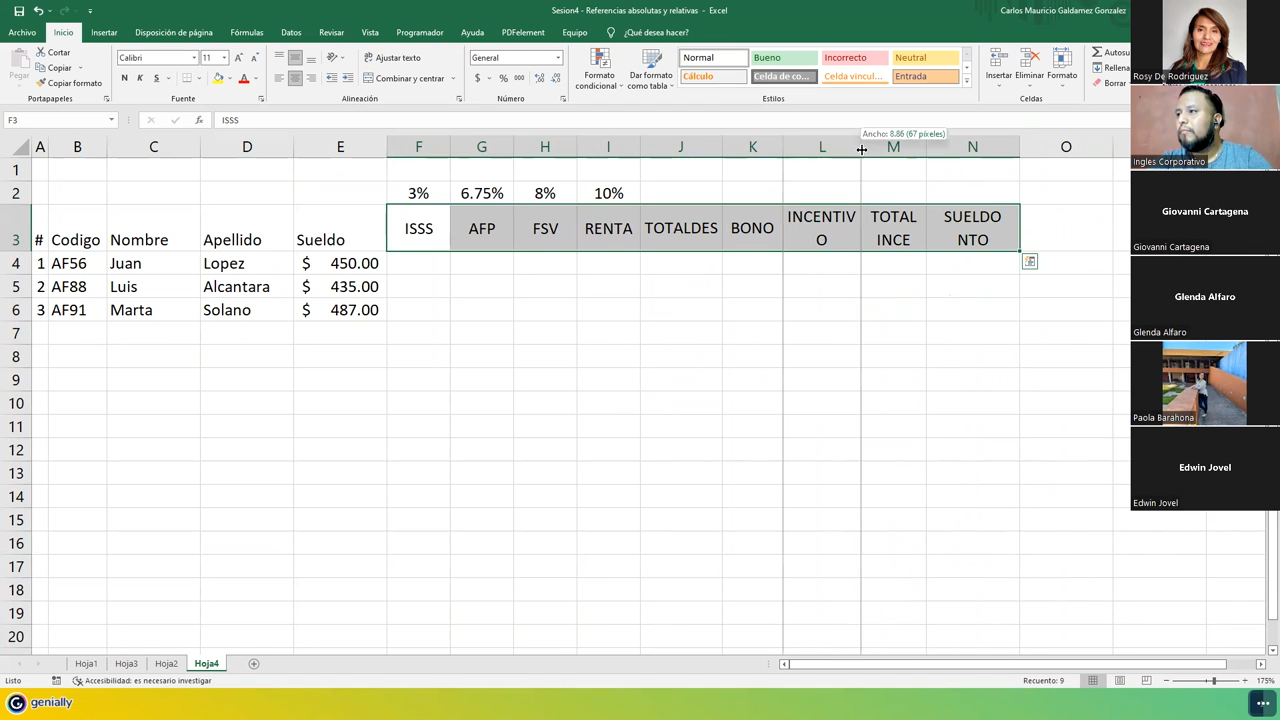 Sesion4 - Referencias absolutas y relativas - Excel
Carlos Mauricio Galdamez Gonzalez
Archivo Inicio Insertar Disposición de página Fórmulas Datos Revisar Vista Programador Ayuda PDFelement Equipo ¿Qué desea hacer?
Cortar
Copiar
Copiar formato
Portapapeles
Calibri 11
N K S
Fuente
Ajustar texto
Combinar y centrar
Alineación
General
$ % 000
Número
Formato condicional
Dar formato como tabla
Normal Bueno Incorrecto Neutral
Cálculo Celda de co... Celda vincul... Entrada
Estilos
Insertar Eliminar Formato
Celdas
Autosu
Rellena
Borrar
F3
ISSS
Ancho: 8.86 (67 píxeles)
A B C D E F G H I J K L M N O
1
2 3% 6.75% 8% 10%
3 # Codigo Nombre Apellido Sueldo ISSS AFP FSV RENTA TOTALDES BONO INCENTIVO TOTAL INCE SUELDO NTO
4 1 AF56 Juan Lopez $ 450.00
5 2 AF88 Luis Alcantara $ 435.00
6 3 AF91 Marta Solano $ 487.00
7
8
9
10
11
12
13
14
15
16
17
18
19
20
Hoja1 Hoja3 Hoja2 Hoja4
Listo
Accesibilidad: es necesario investigar
Recuento: 9
175%
genially
Rosy De Rodriguez
Ingles Corporativo
Giovanni Cartagena
Giovanni Cartagena
Glenda Alfaro
Glenda Alfaro
Paola Barahona
Edwin Jovel
Edwin Jovel